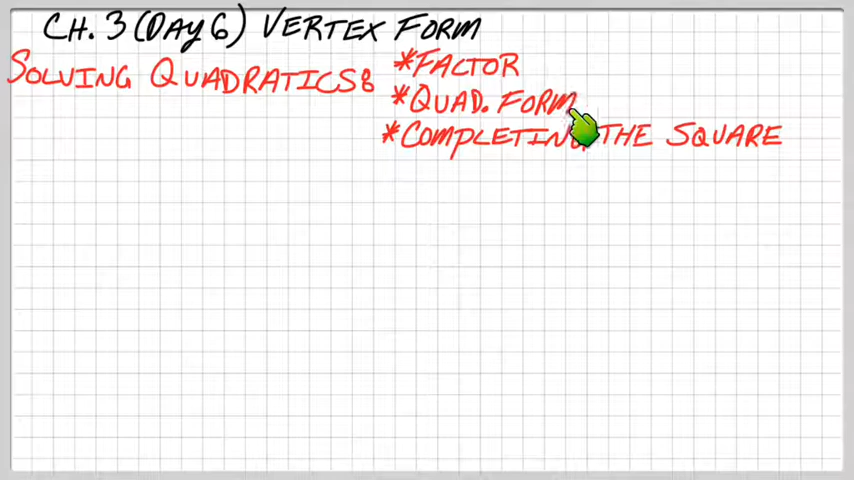 CH. 3 (DAY 6) VERTEX FORM
SOLVING QUADRATICS: *FACTOR
*QUAD. FORM
*COMPLETING THE SQUARE